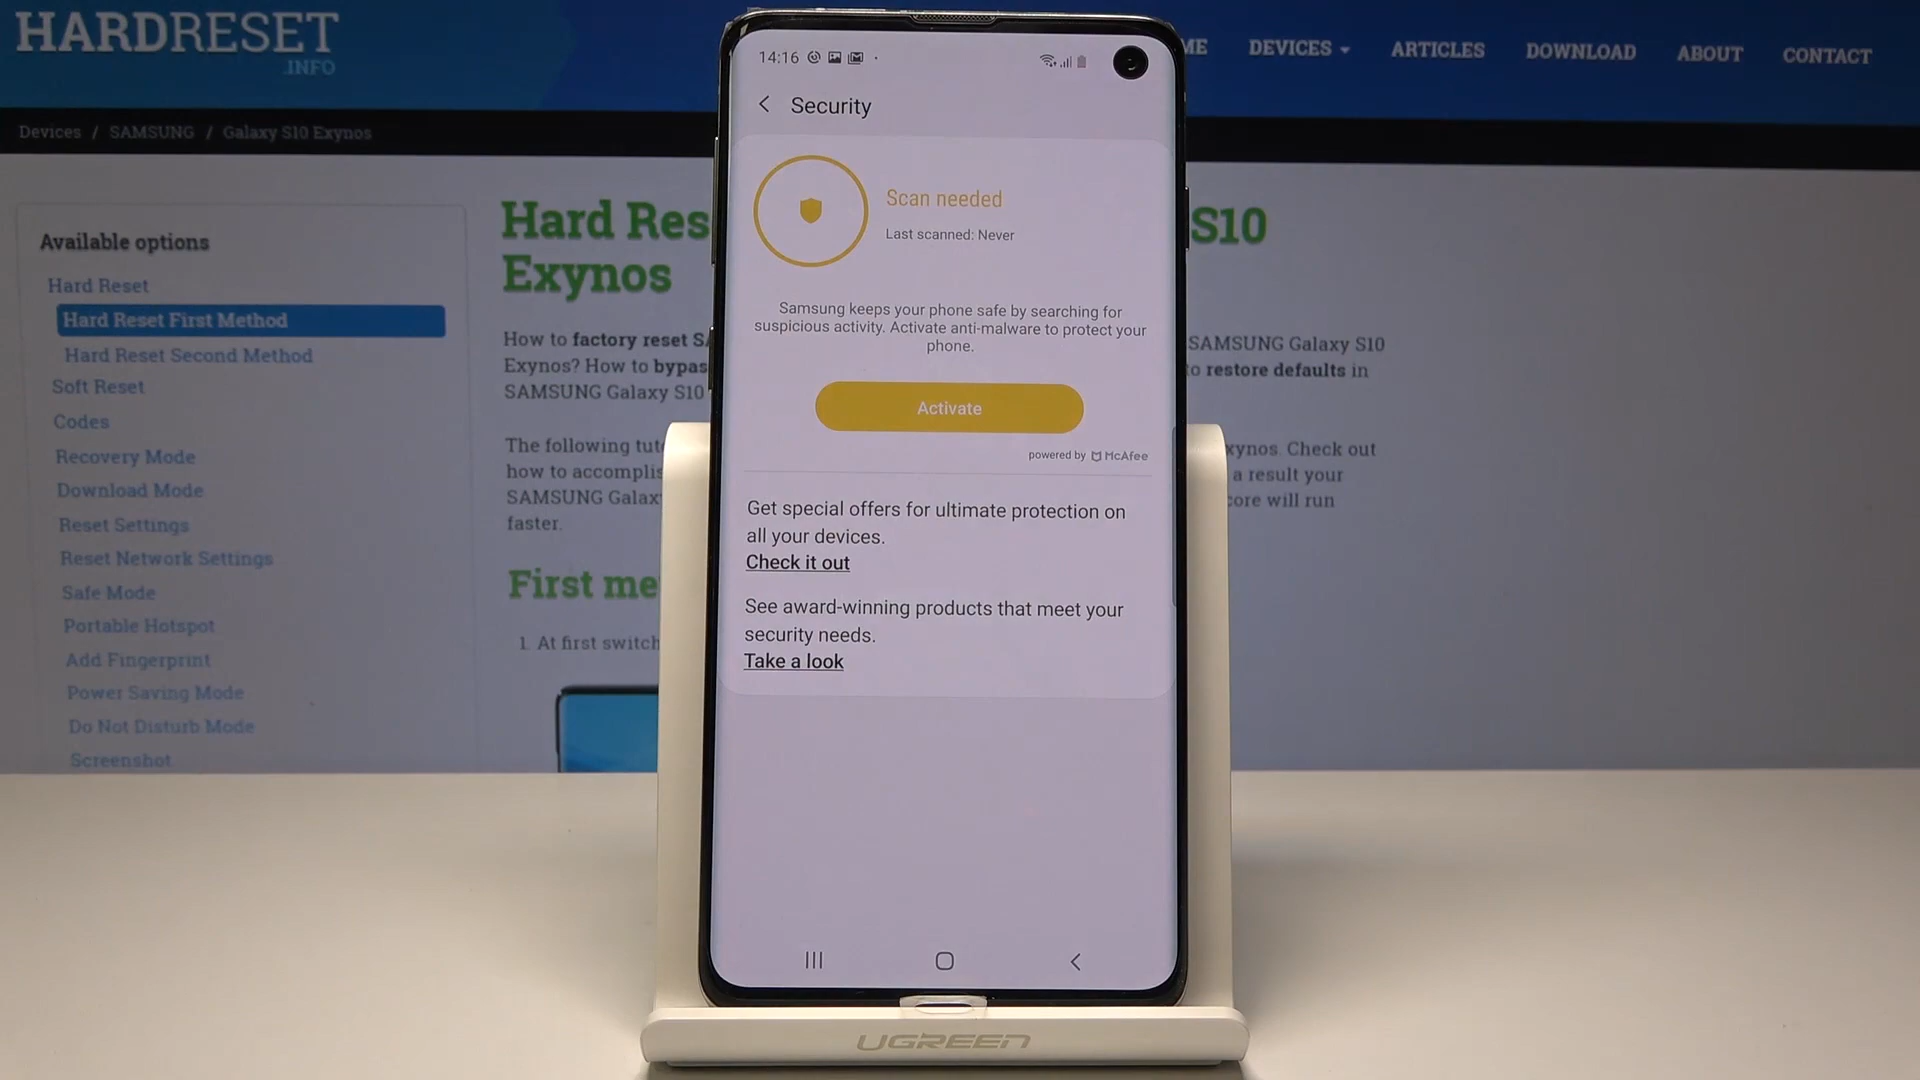 HARDRESET
.INFO
ME
DEVICES
ARTICLES
DOWNLOAD
ABOUT
CONTACT
Devices / SAMSUNG / Galaxy S10 Exynos
Available options
Hard Reset
Hard Reset First Method
Hard Reset Second Method
Soft Reset
Codes
Recovery Mode
Download Mode
Reset Settings
Reset Network Settings
Safe Mode
Portable Hotspot
Add Fingerprint
Power Saving Mode
Do Not Disturb Mode
Screenshot
Hard Res S10
Exynos
How to factory reset SA SAMSUNG Galaxy S10
Exynos? How to bypas to restore defaults in
SAMSUNG Galaxy S10
The following tuto xynos. Check out
how to accomplis a result your
SAMSUNG Galax core will run
faster.
First me
1. At first switch
14:16
Security
Scan needed
Last scanned: Never
Samsung keeps your phone safe by searching for
suspicious activity. Activate anti-malware to protect your
phone.
Activate
powered by McAfee
Get special offers for ultimate protection on
all your devices.
Check it out
See award-winning products that meet your
security needs.
Take a look
UGREEN